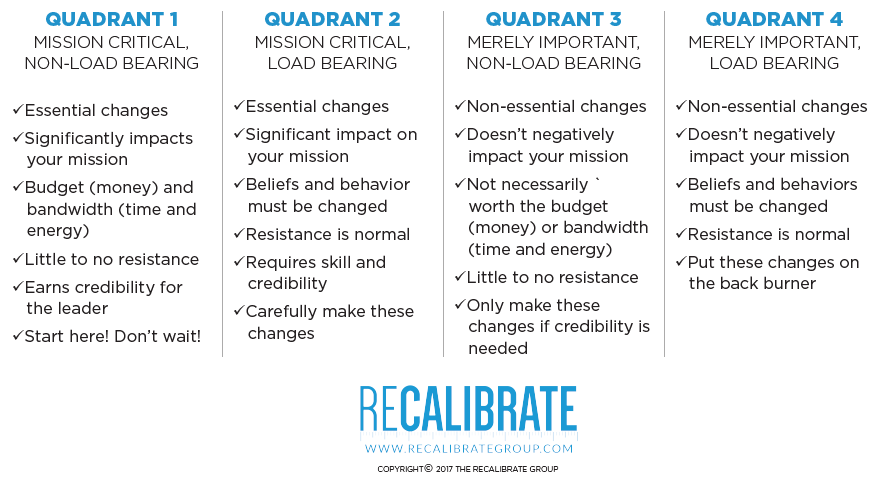 QUADRANT 1
MISSION CRITICAL,
NON-LOAD BEARING
✓Essential changes
✓Significantly impacts
your mission
✓Budget (money) and
bandwidth (time and
energy)
✓Little to no resistance
✓Earns credibility for
the leader
✓Start here! Don't wait!
QUADRANT 2
MISSION CRITICAL,
LOAD BEARING
✓Essential changes
✓Significant impact on
your mission
✓Beliefs and behavior
must be changed
✓Resistance is normal
✓Requires skill and
credibility
✓Carefully make these
changes
QUADRANT 3
MERELY IMPORTANT,
NON-LOAD BEARING
✓Non-essential changes
✓Doesn't negatively
impact your mission
✓Not necessarily `
worth the budget
(money) or bandwidth
(time and energy)
✓Little to no resistance
✓Only make these
changes if credibility is
needed
QUADRANT 4
MERELY IMPORTANT,
LOAD BEARING
✓Non-essential changes
✓Doesn't negatively
impact your mission
✓Beliefs and behaviors
must be changed
✓Resistance is normal
✓Put these changes on
the back burner
RECALIBRATE
WWW.RECALIBRATEGROUP.COM
COPYRIGHT© 2017 THE RECALIBRATE GROUP